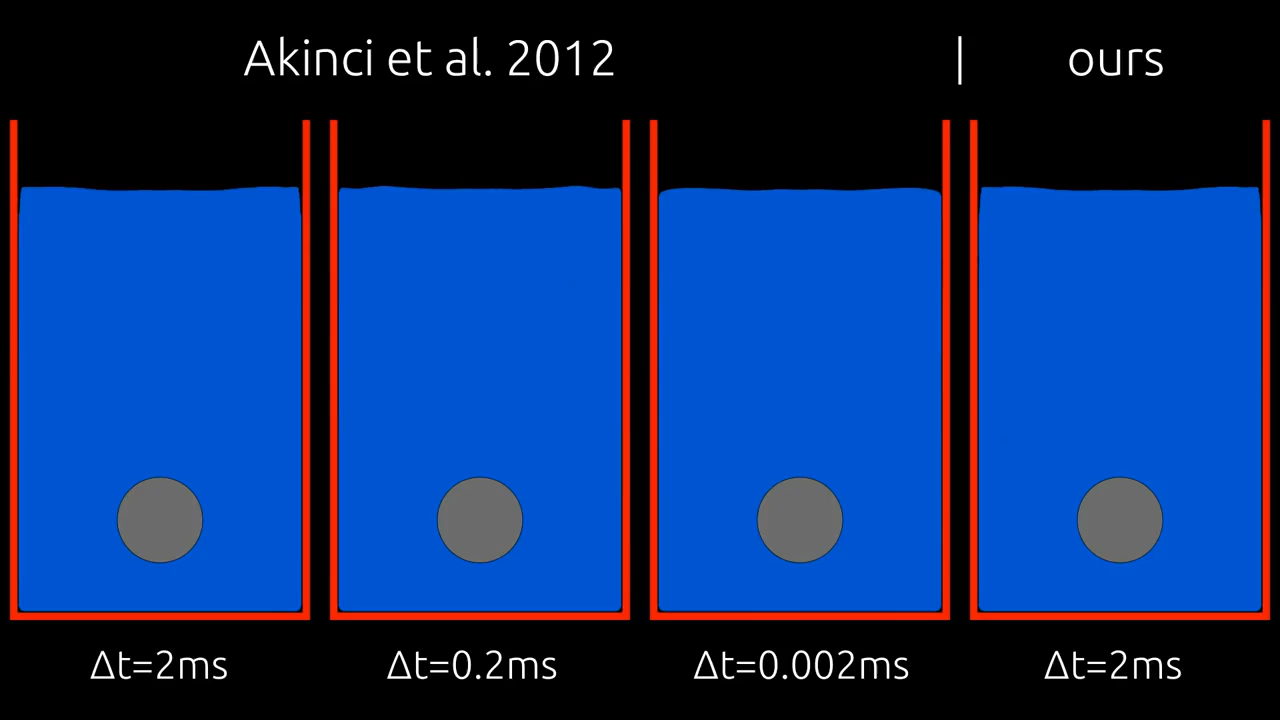 Akinci et al. 2012 | ours
Δt=2ms Δt=0.2ms Δt=0.002ms Δt=2ms